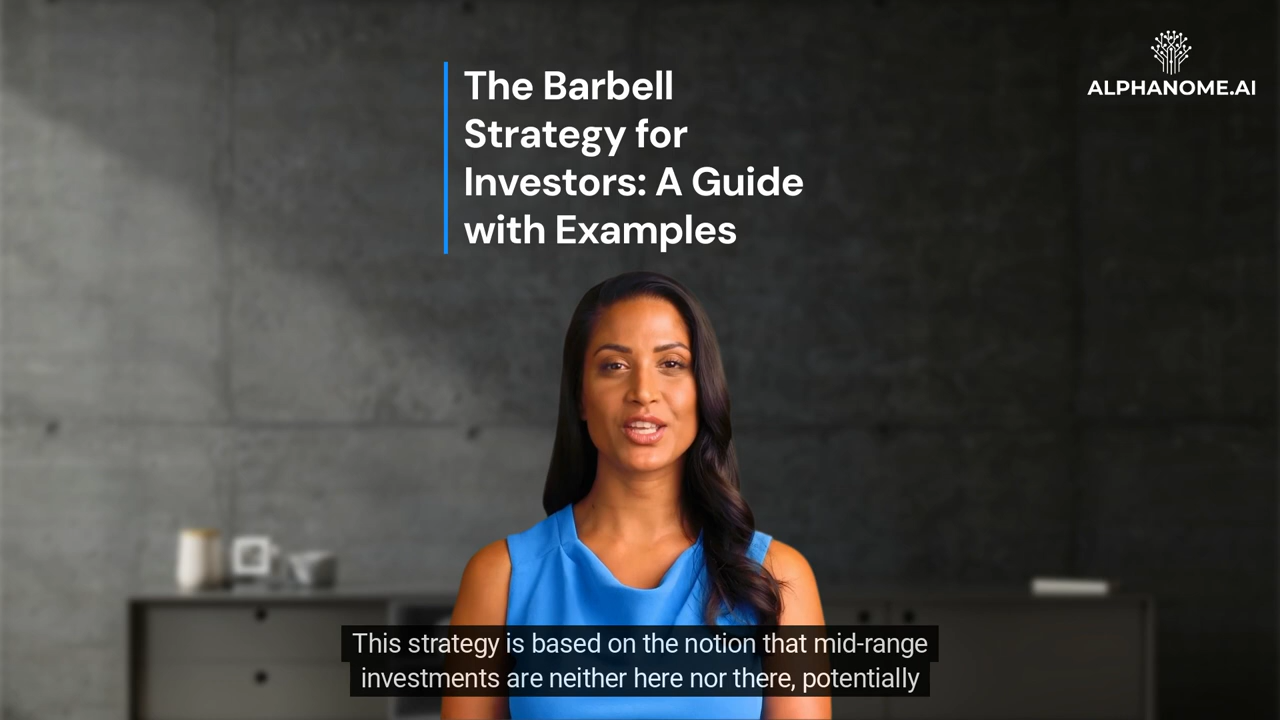 The Barbell
Strategy for
Investors: A Guide
with Examples
ALPHANOME.AI
This strategy is based on the notion that mid-range
investments are neither here nor there, potentially